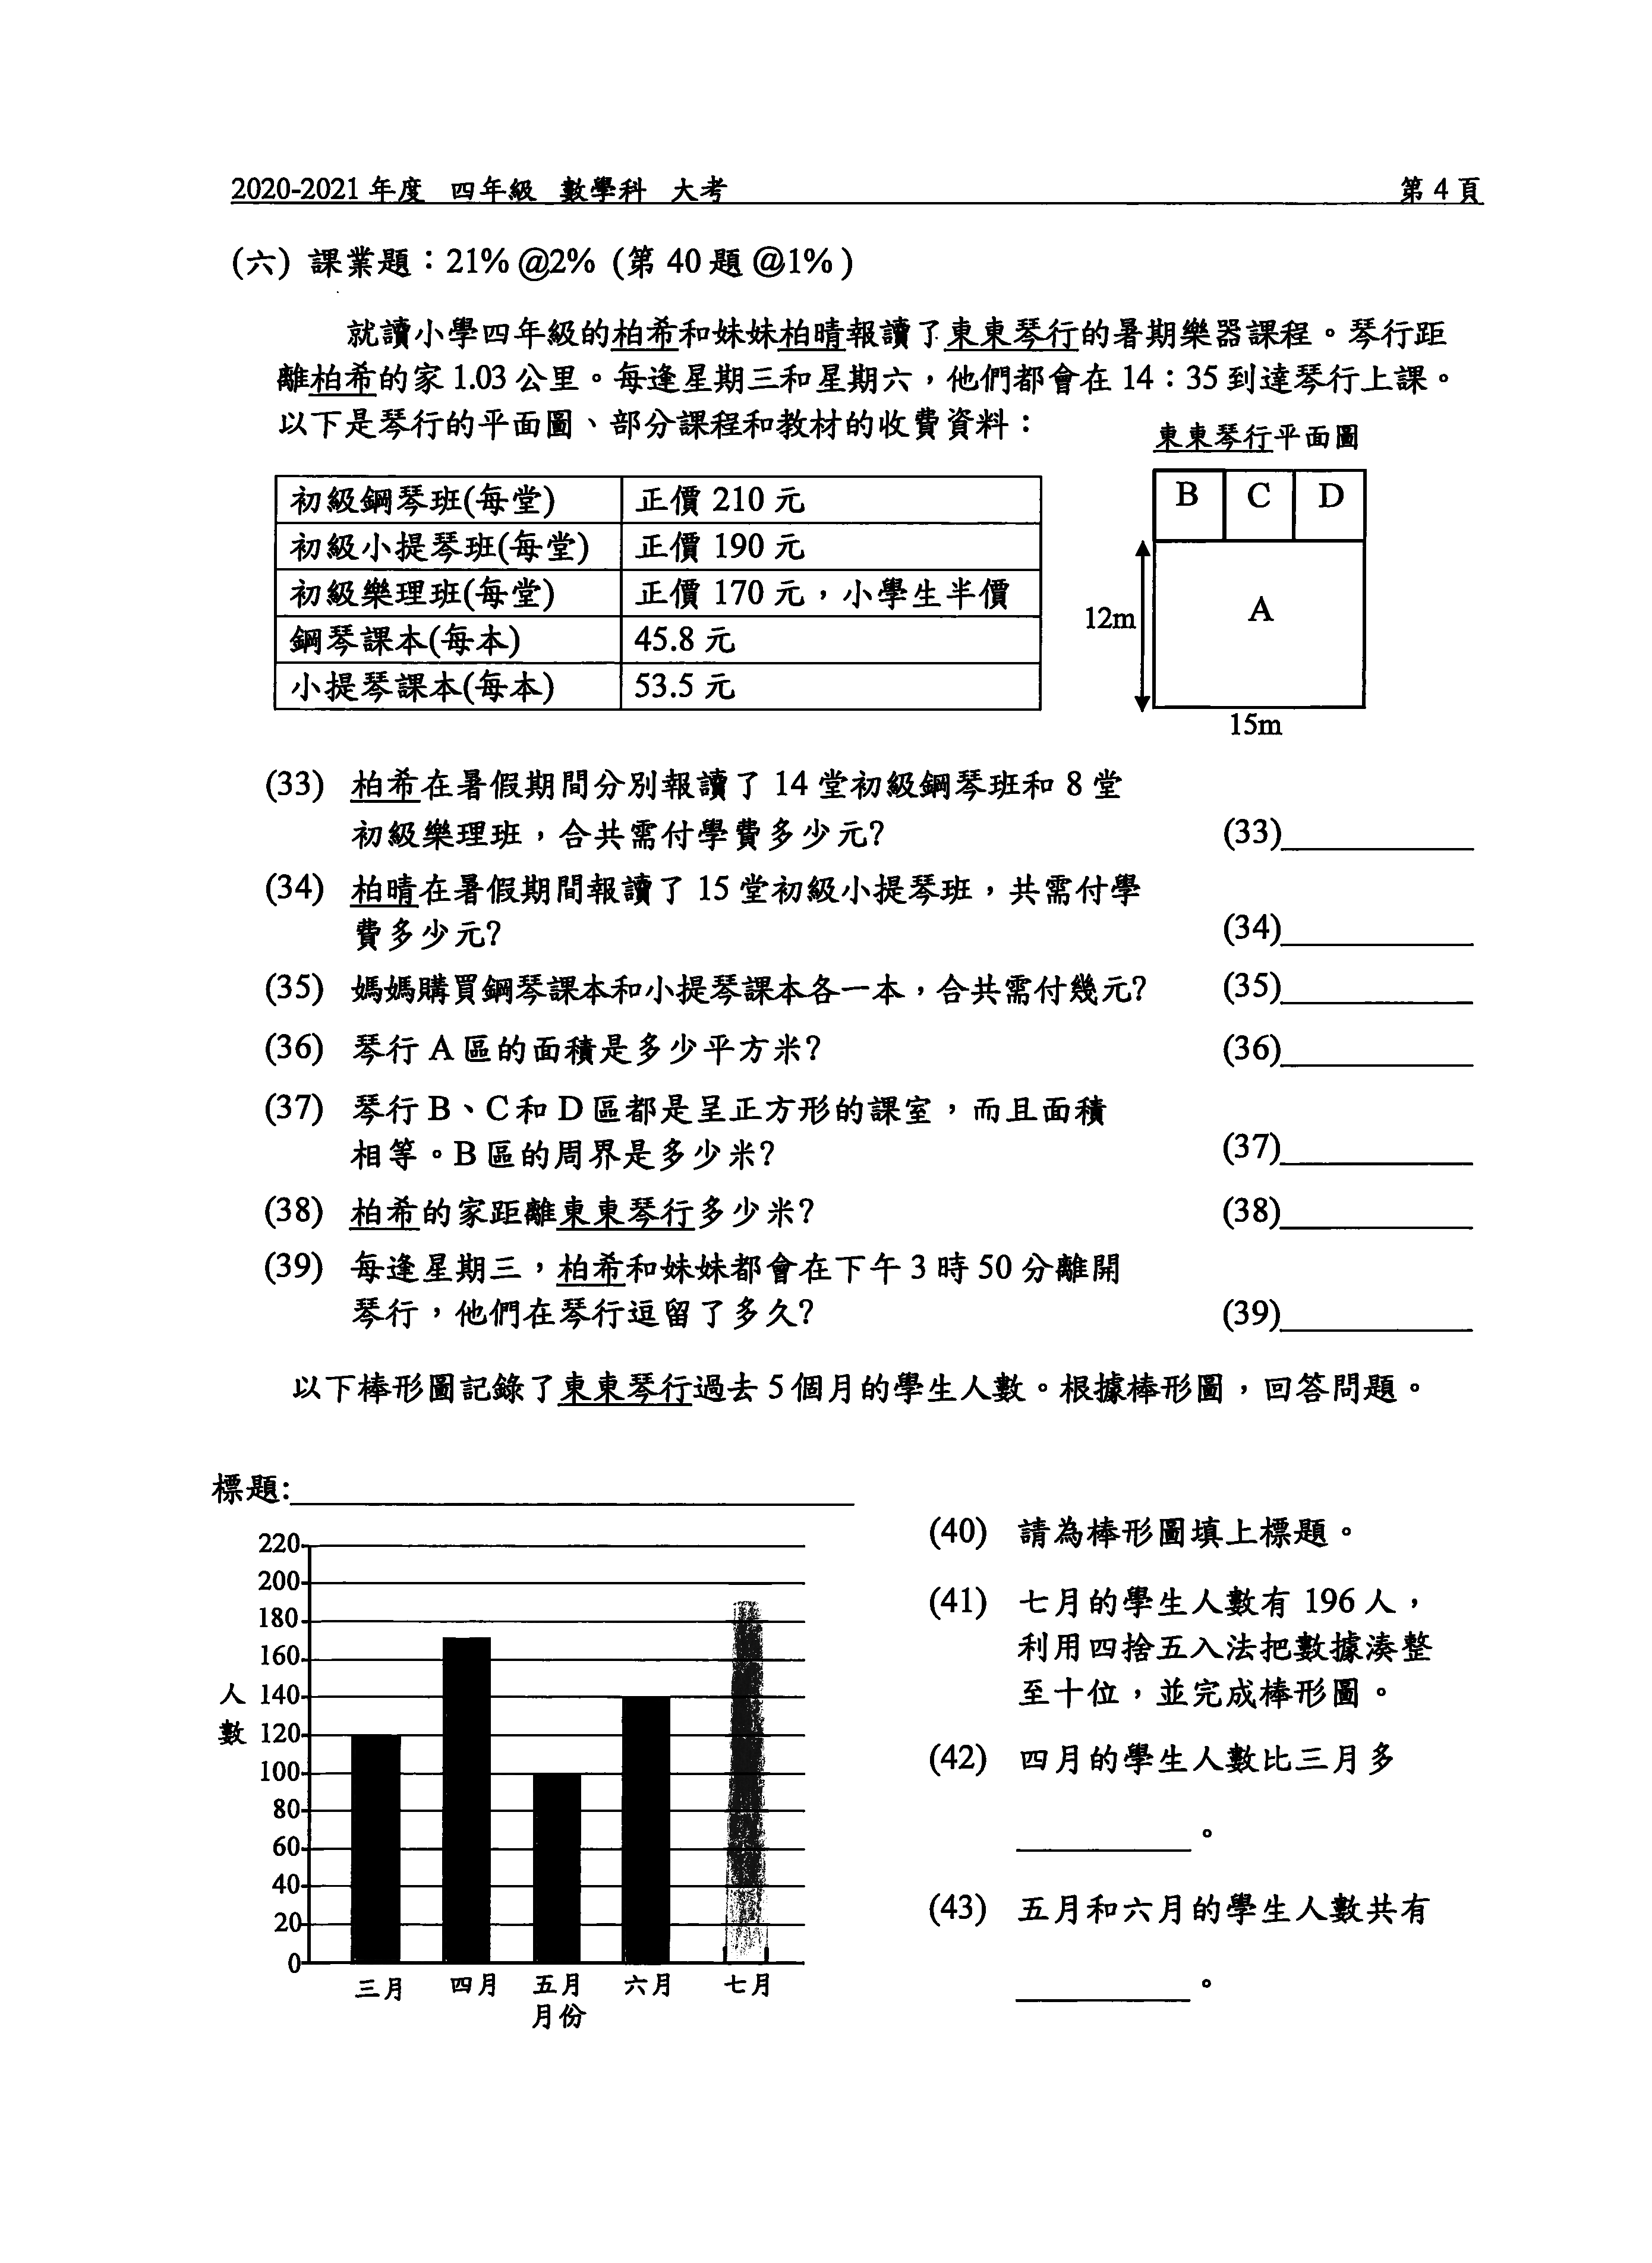 2020-2021 年度 四年級 數學科 大考 第 4 頁
(六) 課業題：21% @2% (第 40 題 @1%)
就讀小學四年級的柏希和妹妹柏晴報讀了東東琴行的暑期樂器課程。琴行距
離柏希的家 1.03 公里。每逢星期三和星期六，他們都會在 14：35 到達琴行上課。
以下是琴行的平面圖、部分課程和教材的收費資料：
東東琴行平面圖
初級鋼琴班(每堂) 正價 210 元
初級小提琴班(每堂) 正價 190 元
初級樂理班(每堂) 正價 170 元，小學生半價
鋼琴課本(每本) 45.8 元
小提琴課本(每本) 53.5 元
B C D
12m A
15m
(33) 柏希在暑假期間分別報讀了 14 堂初級鋼琴班和 8 堂
初級樂理班，合共需付學費多少元? (33)
(34) 柏晴在暑假期間報讀了 15 堂初級小提琴班，共需付學
費多少元? (34)
(35) 媽媽購買鋼琴課本和小提琴課本各一本，合共需付幾元? (35)
(36) 琴行 A 區的面積是多少平方米? (36)
(37) 琴行 B、C 和 D 區都是呈正方形的課室，而且面積
相等。B 區的周界是多少米? (37)
(38) 柏希的家距離東東琴行多少米? (38)
(39) 每逢星期三，柏希和妹妹都會在下午 3 時 50 分離開
琴行，他們在琴行逗留了多久? (39)
以下棒形圖記錄了東東琴行過去 5 個月的學生人數。根據棒形圖，回答問題。
標題:
220
200
180
160
140
120
100
80
60
40
20
0
人
數
三月 四月 五月 六月 七月
月份
(40) 請為棒形圖填上標題。
(41) 七月的學生人數有 196 人，
利用四捨五入法把數據湊整
至十位，並完成棒形圖。
(42) 四月的學生人數比三月多
。
(43) 五月和六月的學生人數共有
。